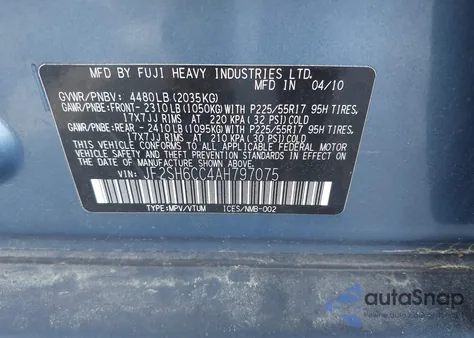 MFD BY FUJI HEAVY INDUSTRIES LTD.
GVWR/PNBV: 4480LB (2035KG) MFD IN 04/10
GAWR/PNBE: FRONT- 2310LB (1050KG) WITH P225/55R17 95H TIRES,
17x7JJ RIMS AT 220 KPA (32 PSI) COLD
GAWR/PNBE: REAR - 2410LB (1095KG) WITH P225/55R17 95H TIRES,
17x7JJ RIMS AT 210 KPA (30 PSI) COLD
THIS VEHICLE CONFORMS TO ALL APPLICABLE
FEDERAL MOTOR VEHICLE SAFETY AND
THEFT PREVENTION STANDARDS IN EFFECT ON
THE DATE OF MANUFACTURE SHOWN ABOVE.
VIN: JF2SH6CC4AH797075
TYPE:MPV/VTUM ICES/NMB-002
autoSnap